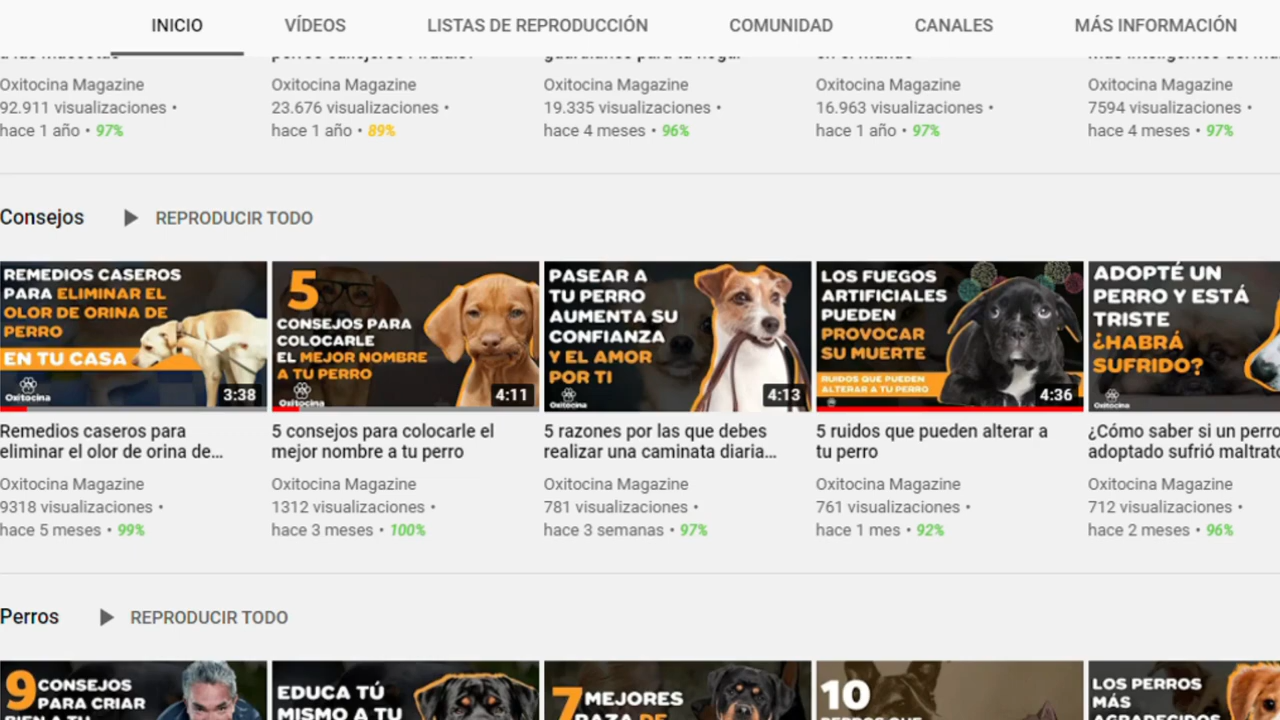 INICIO VÍDEOS LISTAS DE REPRODUCCIÓN COMUNIDAD CANALES MÁS INFORMACIÓN
Oxitocina Magazine Oxitocina Magazine Oxitocina Magazine Oxitocina Magazine Oxitocina Magazine
92.911 visualizaciones • 23.676 visualizaciones • 19.335 visualizaciones • 16.963 visualizaciones • 7594 visualizaciones •
hace 1 año • 97% hace 1 año • 89% hace 4 meses • 96% hace 1 año • 97% hace 4 meses • 97%
Consejos REPRODUCIR TODO
REMEDIOS CASEROS
PARA ELIMINAR EL
OLOR DE ORINA DE
PERRO
EN TU CASA
Oxitocina
3:38
5
CONSEJOS PARA
COLOCARLE
EL MEJOR NOMBRE
A TU PERRO
Oxitocina
4:11
PASEAR A
TU PERRO
AUMENTA SU
CONFIANZA
Y EL AMOR
POR TI
Oxitocina
4:13
LOS FUEGOS
ARTIFICIALES
PUEDEN
PROVOCAR
SU MUERTE
RUIDOS QUE PUEDEN
ALTERAR A TU PERRO
4:36
ADOPTÉ UN
PERRO Y ESTÁ
TRISTE
¿HABRÁ
SUFRIDO?
Oxitocina
Remedios caseros para
eliminar el olor de orina de...
Oxitocina Magazine
9318 visualizaciones •
hace 5 meses • 99%
5 consejos para colocarle el
mejor nombre a tu perro
Oxitocina Magazine
1312 visualizaciones •
hace 3 meses • 100%
5 razones por las que debes
realizar una caminata diaria...
Oxitocina Magazine
781 visualizaciones •
hace 3 semanas • 97%
5 ruidos que pueden alterar a
tu perro
Oxitocina Magazine
761 visualizaciones •
hace 1 mes • 92%
¿Cómo saber si un perro
adoptado sufrió maltrato
Oxitocina Magazine
712 visualizaciones •
hace 2 meses • 96%
Perros REPRODUCIR TODO
9 CONSEJOS
PARA CRIAR
BIEN A TU
EDUCA TÚ
MISMO A TU
7 MEJORES
RAZA DE
10
PERROS QUE
LOS PERROS
MÁS
AGRADECIDOS